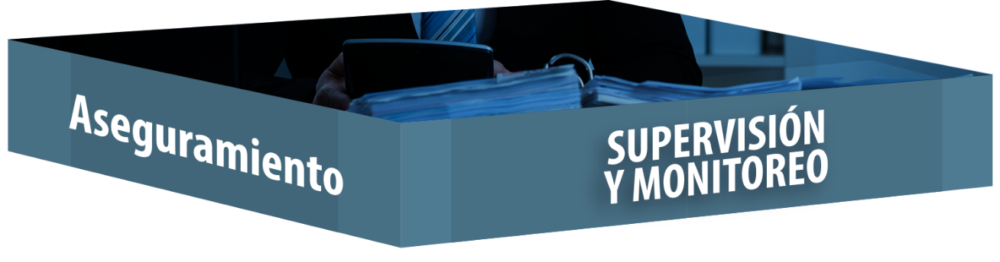 Aseguramiento
SUPERVISIÓN
Y MONITOREO